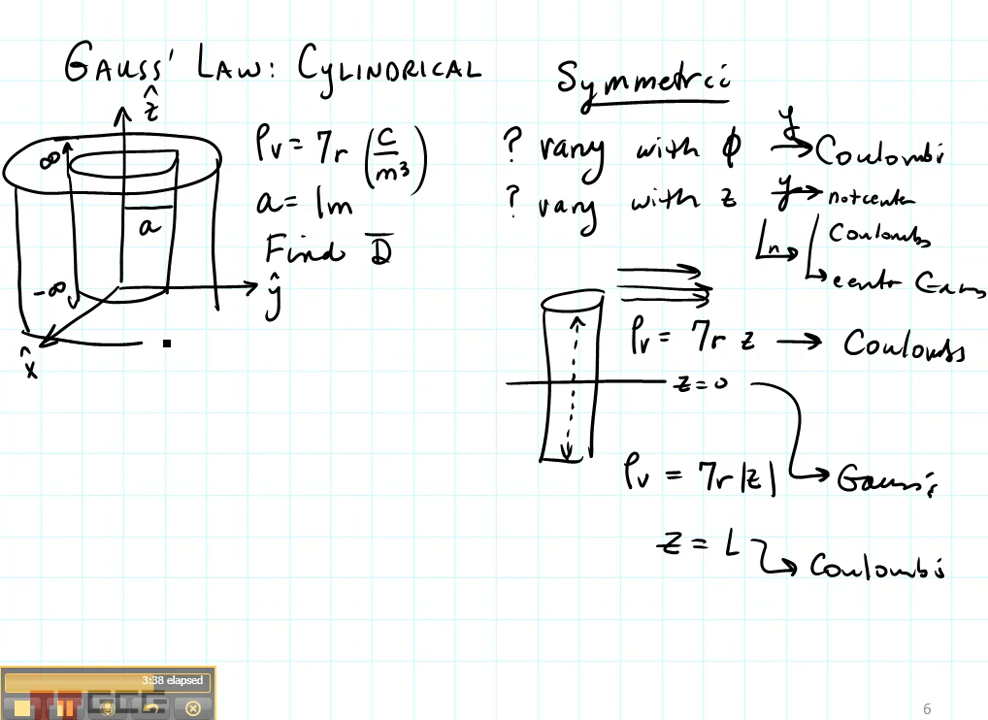 GAUSS' LAW: CYLINDRICAL
ẑ
∞
a
-∞
ŷ
x̂
ρv = 7r (C/m³)
a = 1m
Find D̅
Symmetric
? vary with ϕ y → Coulombs
? vary with z y → not center
n → Coulombs
→ center Gauss
ρv = 7r z → Coulombs
z = 0
ρv = 7r|z| → Gauss's
z = L → Coulombs
3:38 elapsed
6